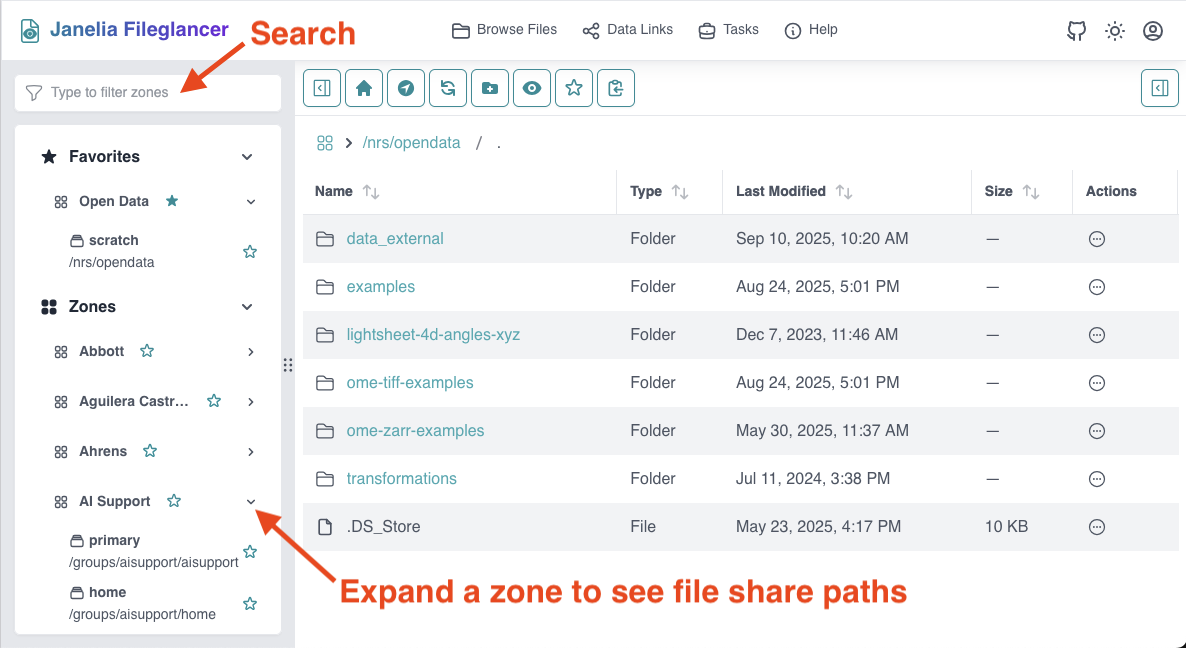 Janelia Fileglancer
Search
Browse Files
Data Links
Tasks
Help
Type to filter zones
Favorites
Open Data
scratch
/nrs/opendata
Zones
Abbott
Aguilera Castr...
Ahrens
AI Support
primary
/groups/aisupport/aisupport
home
/groups/aisupport/home
/nrs/opendata / .
Name Type Last Modified Size Actions
data_external Folder Sep 10, 2025, 10:20 AM —
examples Folder Aug 24, 2025, 5:01 PM —
lightsheet-4d-angles-xyz Folder Dec 7, 2023, 11:46 AM —
ome-tiff-examples Folder Aug 24, 2025, 5:01 PM —
ome-zarr-examples Folder May 30, 2025, 11:37 AM —
transformations Folder Jul 11, 2024, 3:38 PM —
.DS_Store File May 23, 2025, 4:17 PM 10 KB
Expand a zone to see file share paths